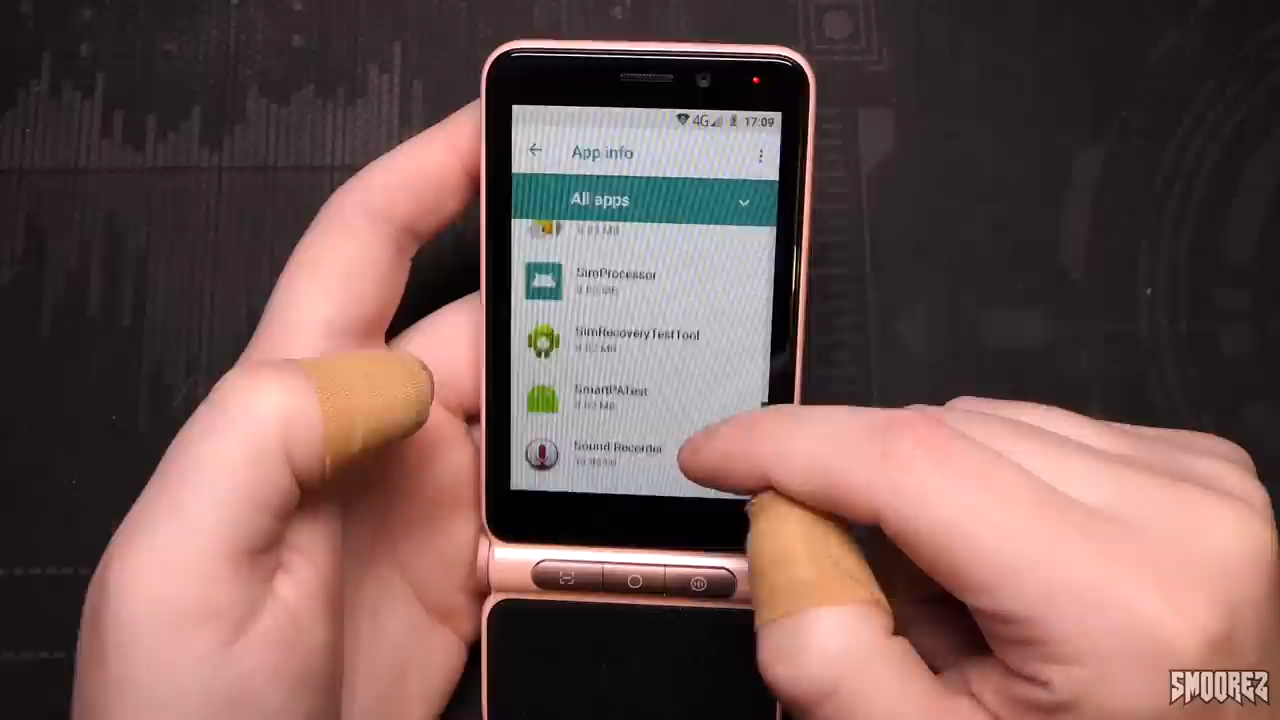 4G 17:09
App info
All apps
SimProcessor
SimRecoveryTestTool
SmartPATest
Sound Recorder
SMOOREZ